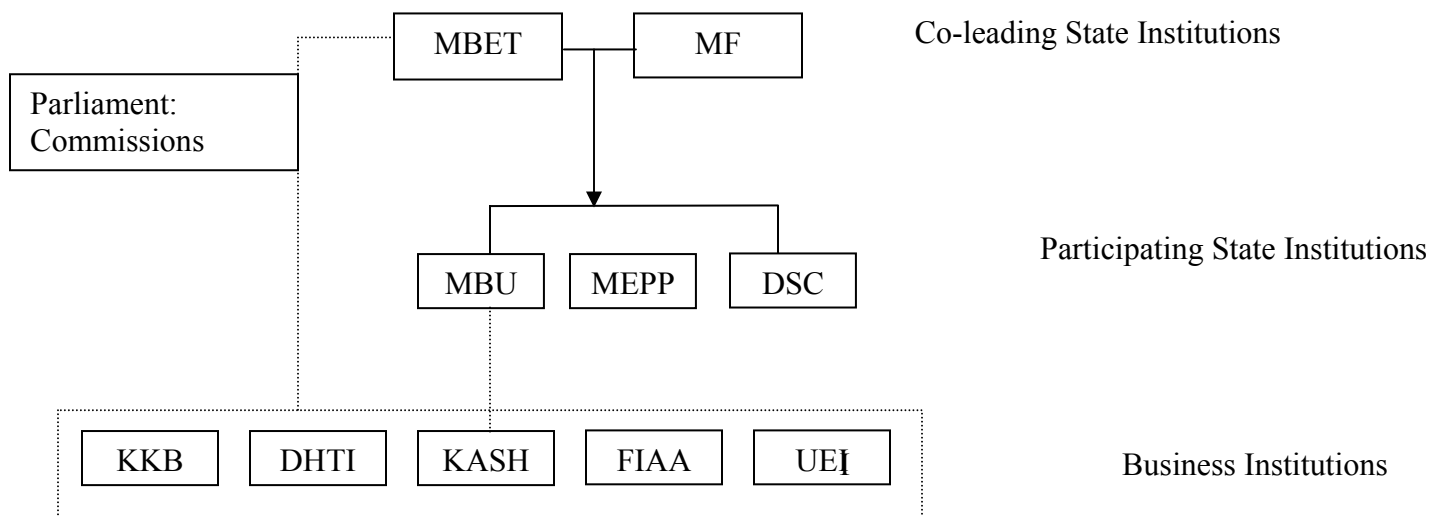 MBET MF Co-leading State Institutions
Parliament:
Commissions
MBU MEPP DSC Participating State Institutions
KKB DHTI KASH FIAA UEI Business Institutions